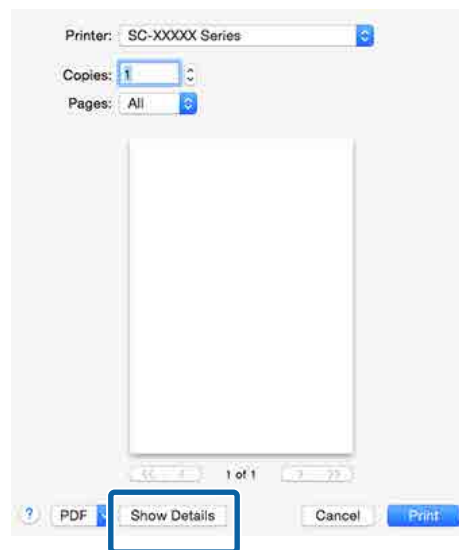 Printer: SC-XXXXX Series
Copies: 1
Pages: All
<< < 1 of 1 > >>
? PDF Show Details Cancel Print